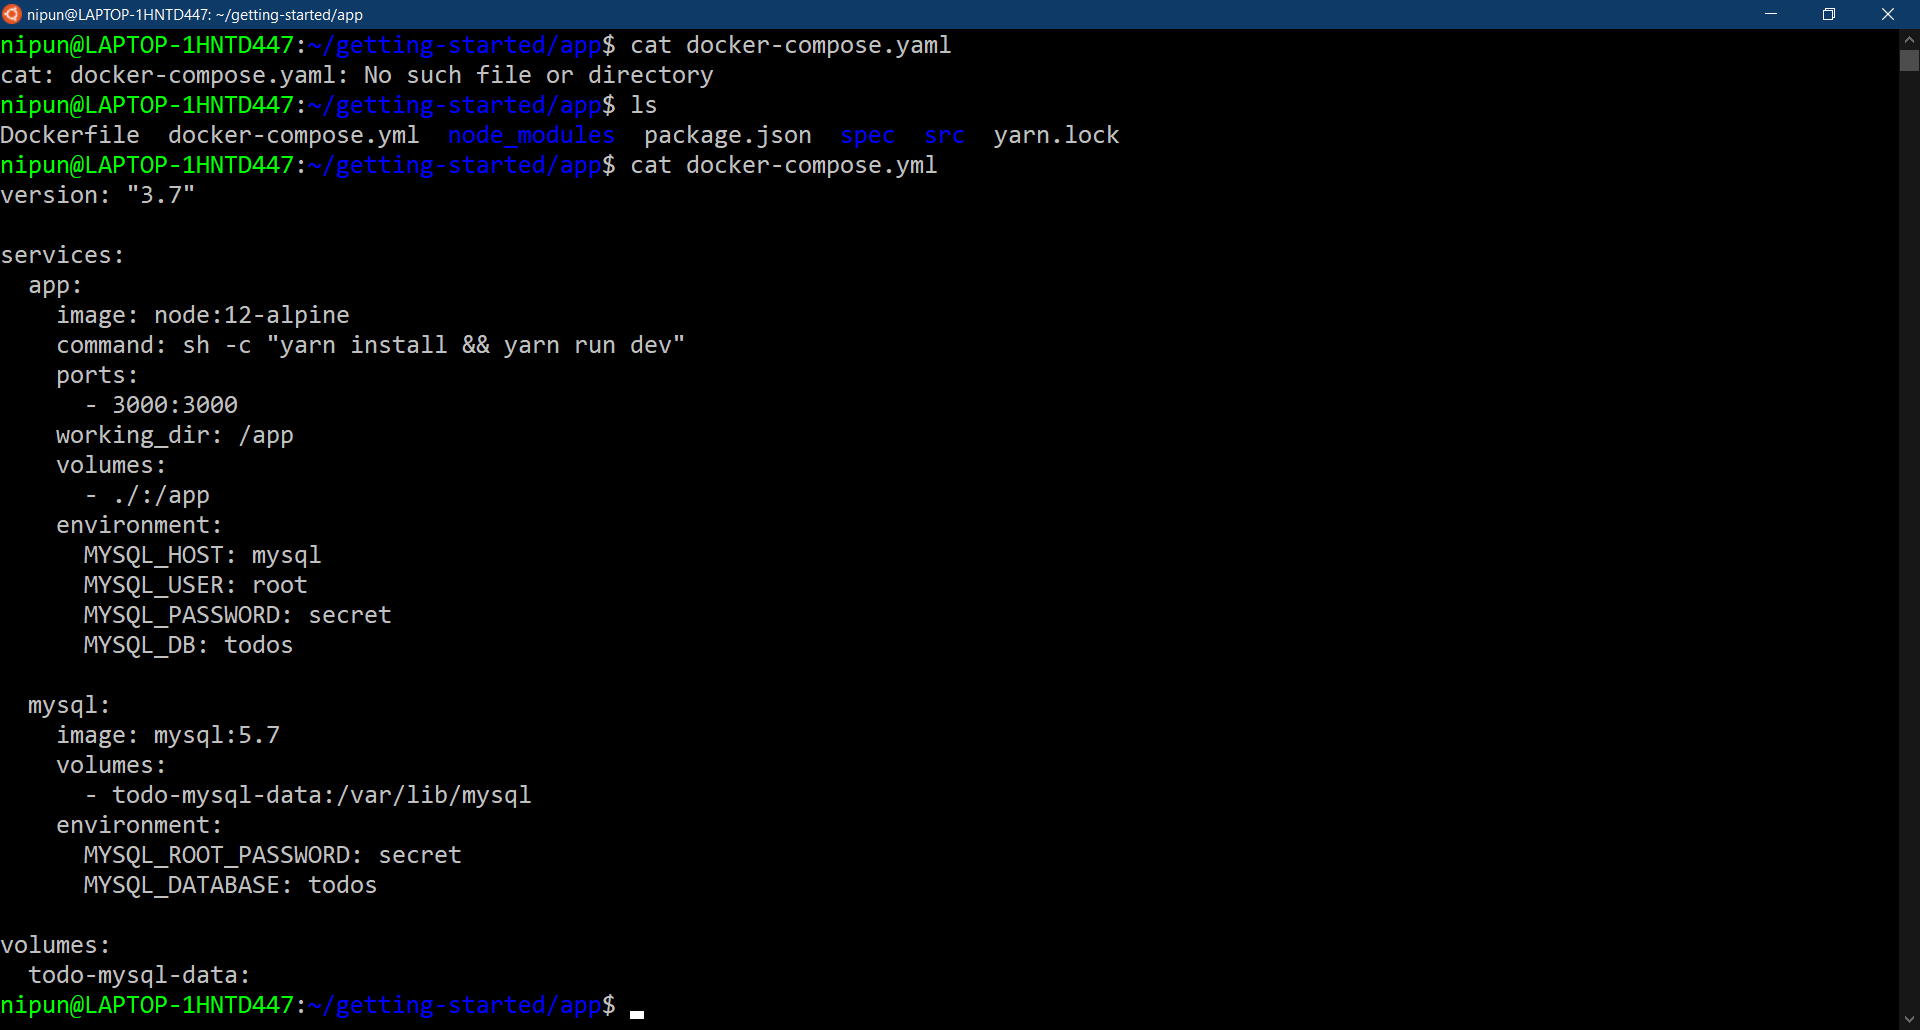 nipun@LAPTOP-1HNTD447: ~/getting-started/app
nipun@LAPTOP-1HNTD447:~/getting-started/app$ cat docker-compose.yaml
cat: docker-compose.yaml: No such file or directory
nipun@LAPTOP-1HNTD447:~/getting-started/app$ ls
Dockerfile  docker-compose.yml  node_modules  package.json  spec  src  yarn.lock
nipun@LAPTOP-1HNTD447:~/getting-started/app$ cat docker-compose.yml
version: "3.7"

services:
  app:
    image: node:12-alpine
    command: sh -c "yarn install && yarn run dev"
    ports:
      - 3000:3000
    working_dir: /app
    volumes:
      - ./:/app
    environment:
      MYSQL_HOST: mysql
      MYSQL_USER: root
      MYSQL_PASSWORD: secret
      MYSQL_DB: todos

  mysql:
    image: mysql:5.7
    volumes:
      - todo-mysql-data:/var/lib/mysql
    environment:
      MYSQL_ROOT_PASSWORD: secret
      MYSQL_DATABASE: todos

volumes:
  todo-mysql-data:
nipun@LAPTOP-1HNTD447:~/getting-started/app$